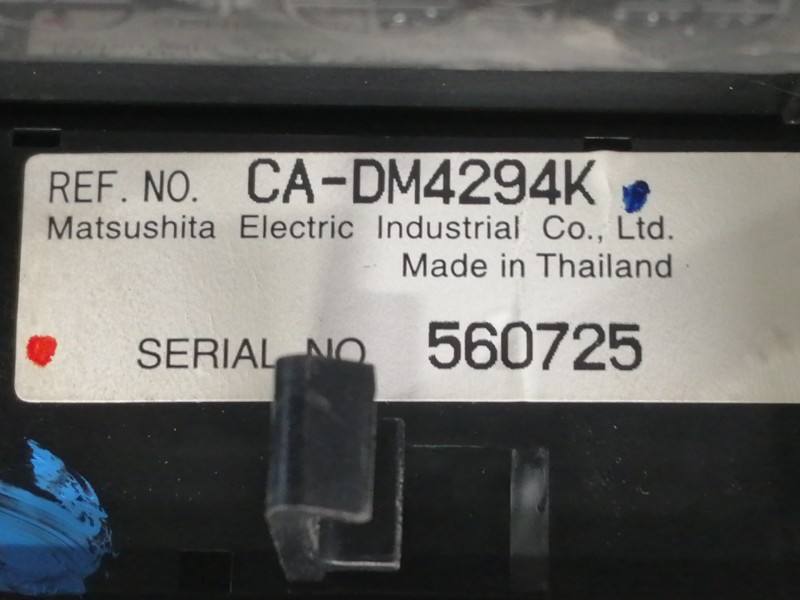 REF. NO. CA-DM4294K
Matsushita Electric Industrial Co., Ltd.
Made in Thailand
SERIAL NO 560725